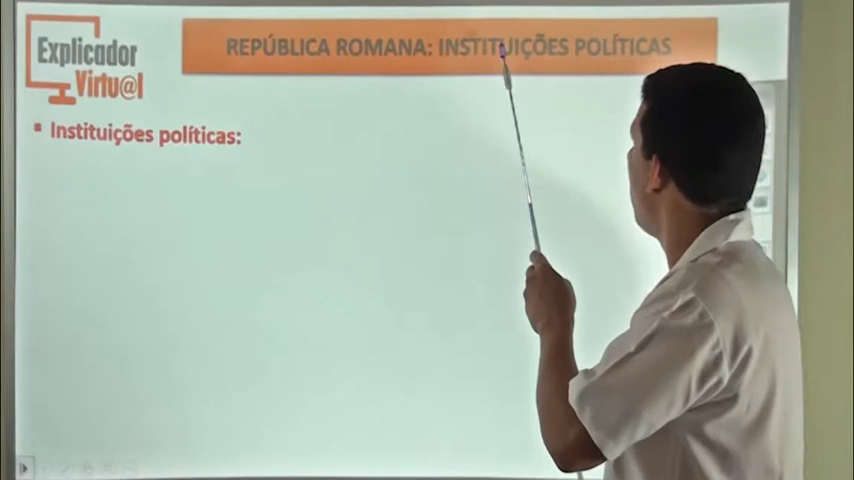 Explicador
Virtu@l
REPÚBLICA ROMANA: INSTITUIÇÕES POLÍTICAS
▪ Instituições políticas: